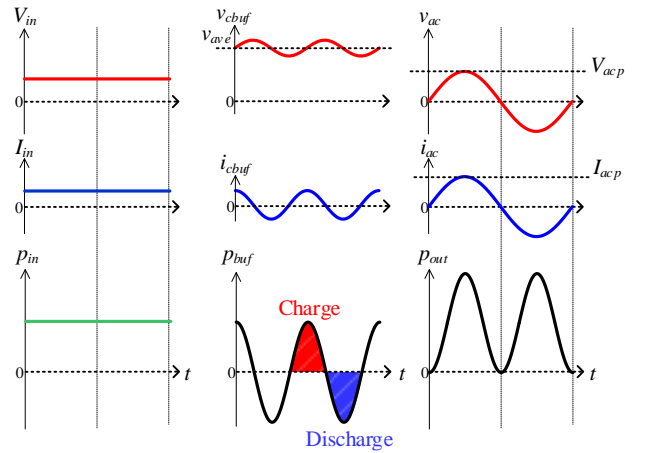 V_in
0
I_in
0
p_in
0
t
v_cbuf
v_ave
0
i_cbuf
0
p_buf
Charge
0
t
Discharge
v_ac
V_acp
0
i_ac
I_acp
0
p_out
0
t